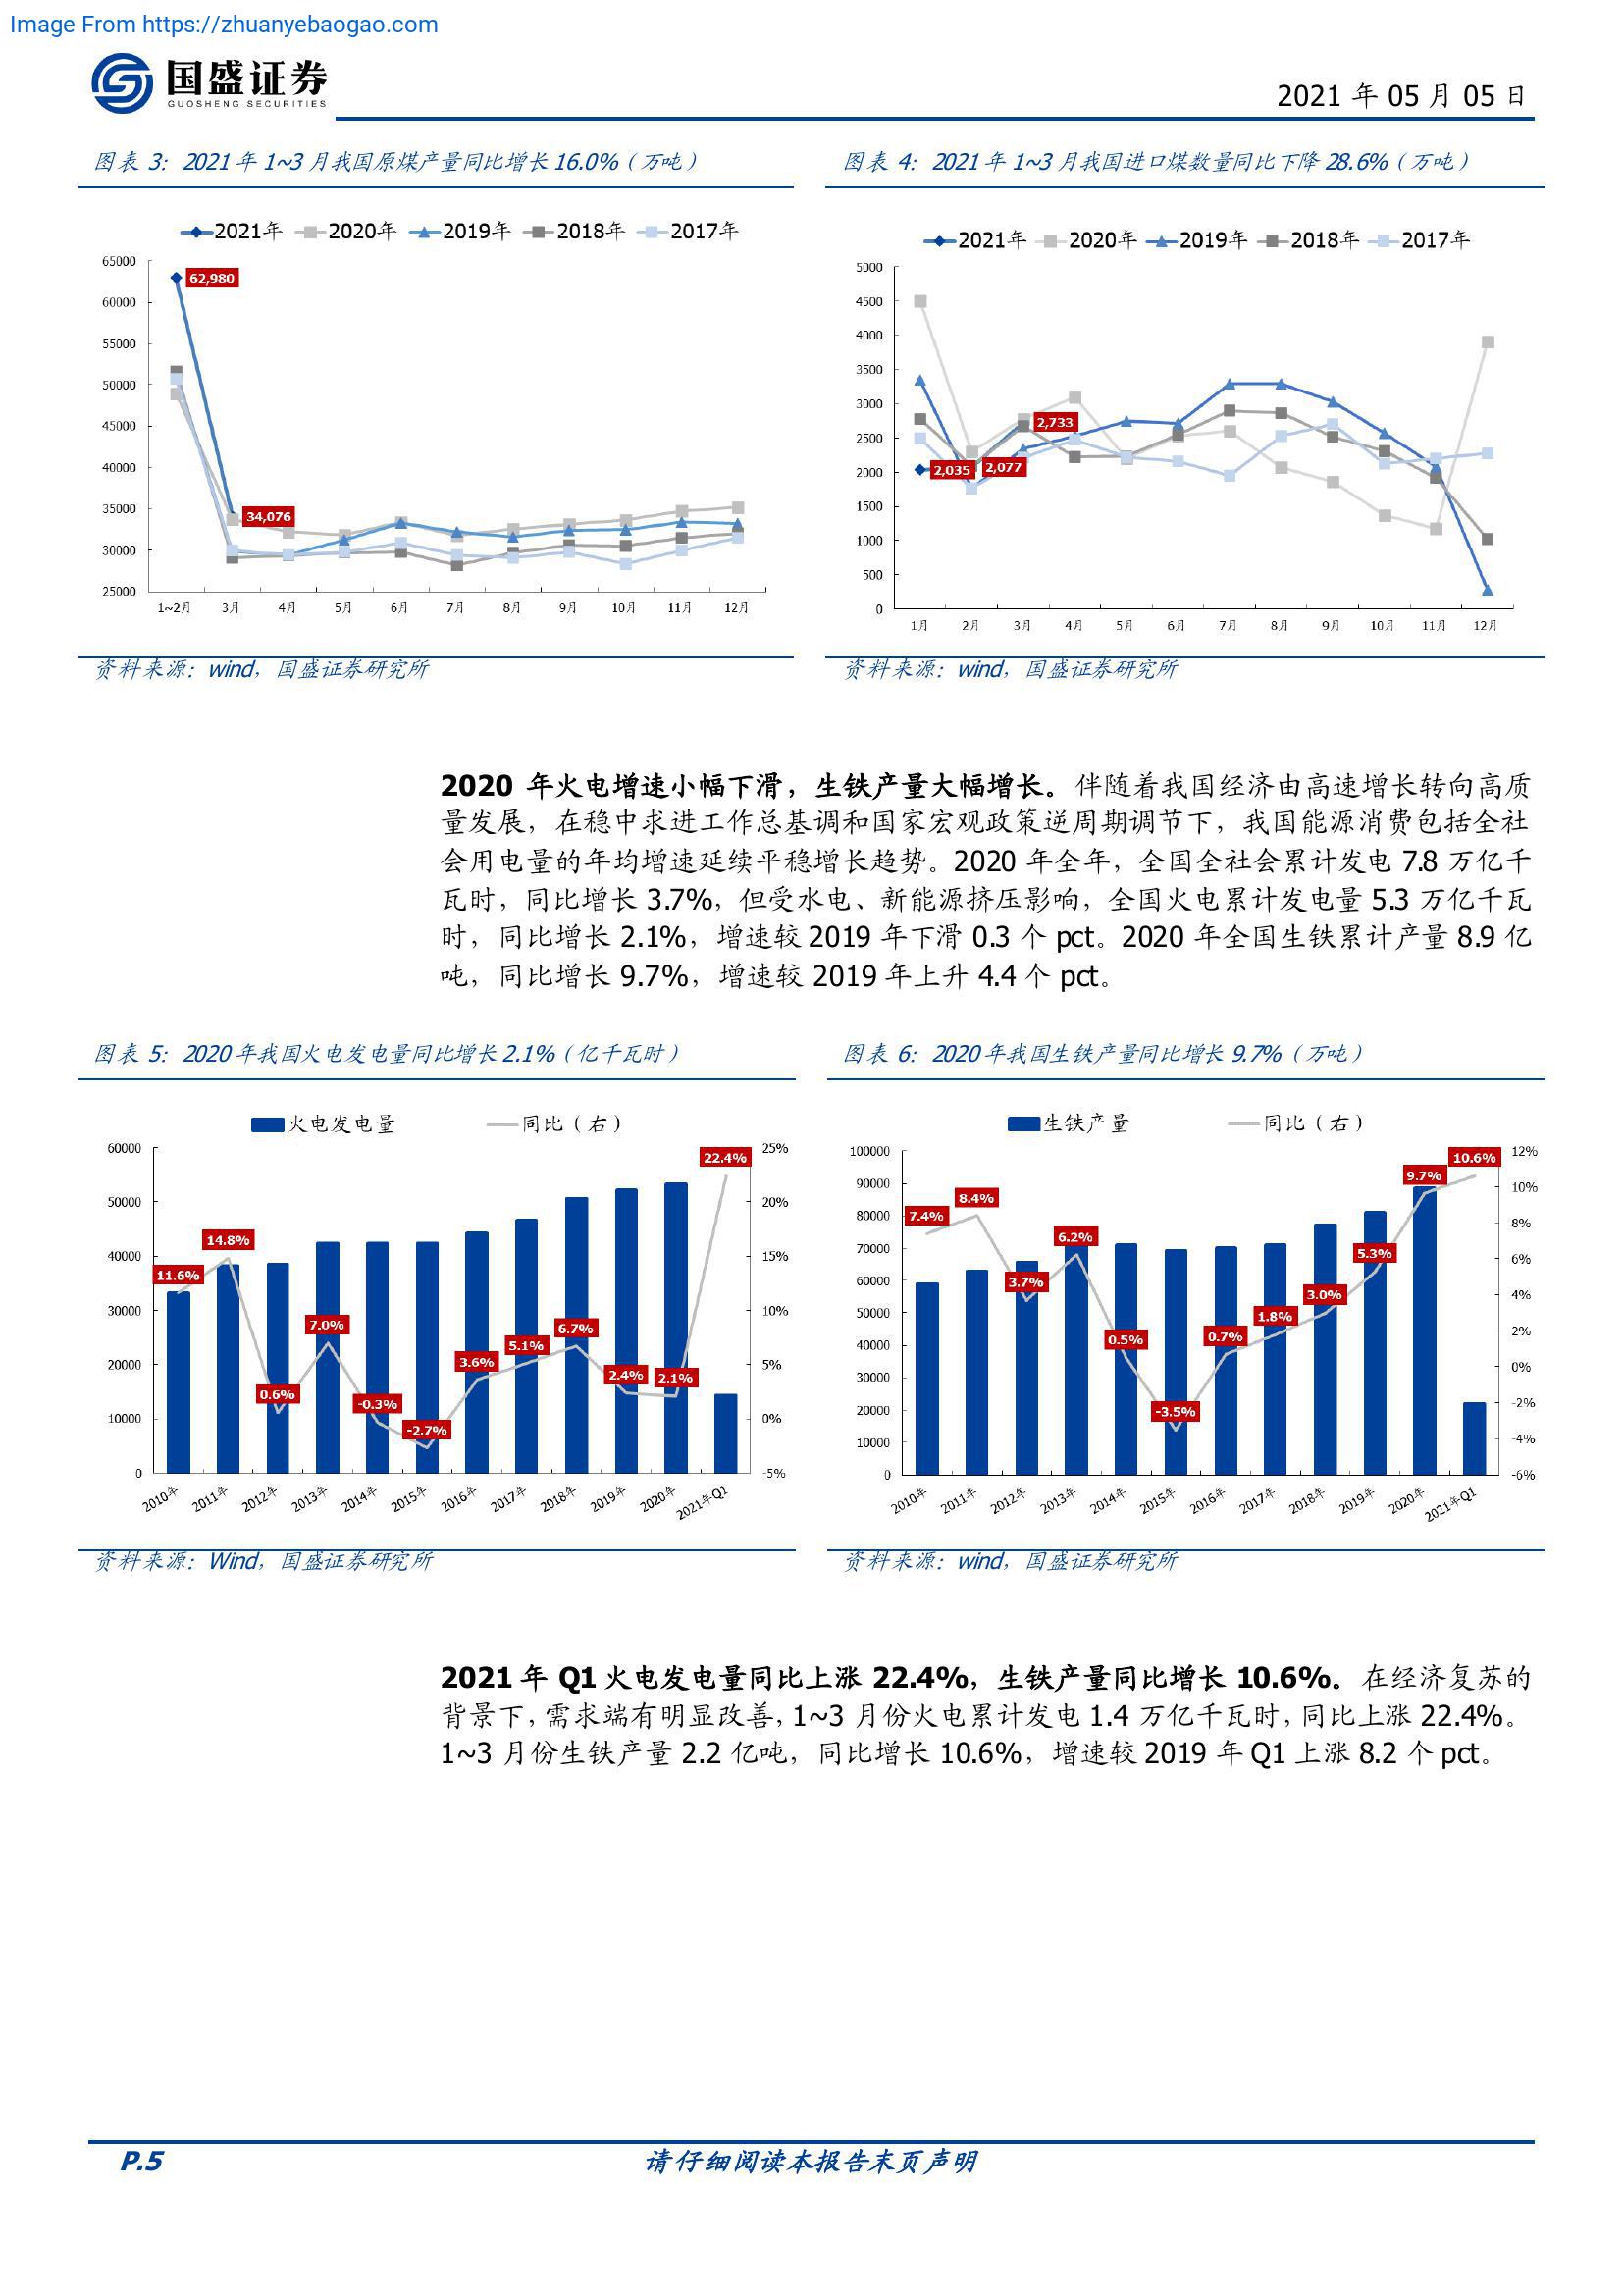 Image From https://zhuanyebaogao.com
国盛证券
GUOSHENG SECURITIES
2021 年 05 月 05 日
图表 3：2021 年 1~3 月我国原煤产量同比增长 16.0%（万吨）
2021年 2020年 2019年 2018年 2017年
65000
60000
55000
50000
45000
40000
35000
30000
25000
62,980
34,076
1~2月 3月 4月 5月 6月 7月 8月 9月 10月 11月 12月
资料来源：wind，国盛证券研究所
图表 4：2021 年 1~3 月我国进口煤数量同比下降 28.6%（万吨）
2021年 2020年 2019年 2018年 2017年
5000
4500
4000
3500
3000
2500
2000
1500
1000
500
0
2,035
2,077
2,733
1月 2月 3月 4月 5月 6月 7月 8月 9月 10月 11月 12月
资料来源：wind，国盛证券研究所
2020 年火电增速小幅下滑，生铁产量大幅增长。伴随着我国经济由高速增长转向高质
量发展，在稳中求进工作总基调和国家宏观政策逆周期调节下，我国能源消费包括全社
会用电量的年均增速延续平稳增长趋势。2020 年全年，全国全社会累计发电 7.8 万亿千
瓦时，同比增长 3.7%，但受水电、新能源挤压影响，全国火电累计发电量 5.3 万亿千瓦
时，同比增长 2.1%，增速较 2019 年下滑 0.3 个 pct。2020 年全国生铁累计产量 8.9 亿
吨，同比增长 9.7%，增速较 2019 年上升 4.4 个 pct。
图表 5：2020 年我国火电发电量同比增长 2.1%（亿千瓦时）
火电发电量 同比（右）
60000
50000
40000
30000
20000
10000
0
25%
20%
15%
10%
5%
0%
-5%
11.6%
14.8%
0.6%
7.0%
-0.3%
-2.7%
3.6%
5.1%
6.7%
2.4%
2.1%
22.4%
2010年 2011年 2012年 2013年 2014年 2015年 2016年 2017年 2018年 2019年 2020年 2021年Q1
资料来源：Wind，国盛证券研究所
图表 6：2020 年我国生铁产量同比增长 9.7%（万吨）
生铁产量 同比（右）
100000
90000
80000
70000
60000
50000
40000
30000
20000
10000
0
12%
10%
8%
6%
4%
2%
0%
-2%
-4%
-6%
7.4%
8.4%
3.7%
6.2%
0.5%
-3.5%
0.7%
1.8%
3.0%
5.3%
9.7%
10.6%
2010年 2011年 2012年 2013年 2014年 2015年 2016年 2017年 2018年 2019年 2020年 2021年Q1
资料来源：wind，国盛证券研究所
2021 年 Q1 火电发电量同比上涨 22.4%，生铁产量同比增长 10.6%。在经济复苏的
背景下，需求端有明显改善，1~3 月份火电累计发电 1.4 万亿千瓦时，同比上涨 22.4%。
1~3 月份生铁产量 2.2 亿吨，同比增长 10.6%，增速较 2019 年 Q1 上涨 8.2 个 pct。
P.5
请仔细阅读本报告末页声明